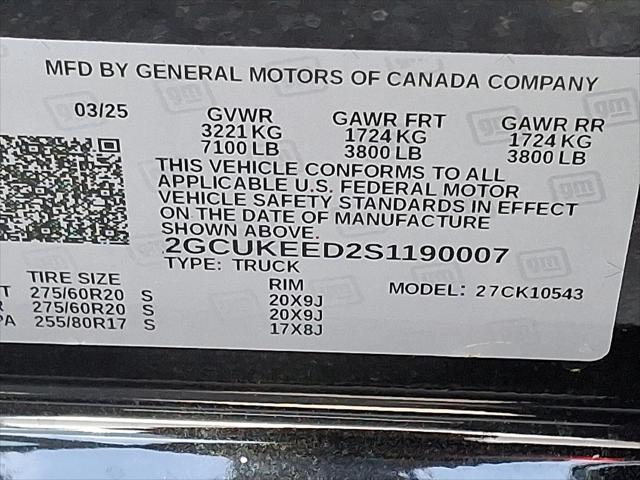 MFD BY GENERAL MOTORS OF CANADA COMPANY
03/25 GVWR GAWR FRT GAWR RR
3221 KG 1724 KG 1724 KG
7100 LB 3800 LB 3800 LB
THIS VEHICLE CONFORMS TO ALL
APPLICABLE U.S. FEDERAL MOTOR
VEHICLE SAFETY STANDARDS IN EFFECT
ON THE DATE OF MANUFACTURE
SHOWN ABOVE.
2GCUKEED2S1190007
TYPE: TRUCK
TIRE SIZE RIM MODEL: 27CK10543
T 275/60R20 S 20X9J
R 275/60R20 S 20X9J
PA 255/80R17 S 17X8J